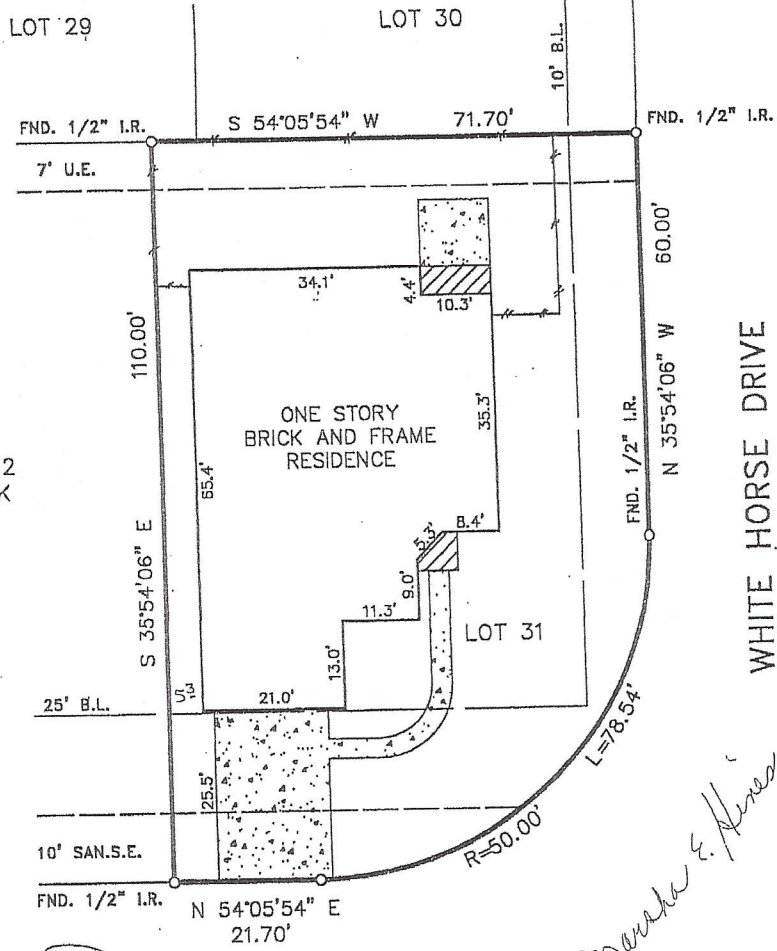 LOT 29
LOT 30
10' B.L.
FND. 1/2" I.R.
S 54°05'54" W 71.70'
FND. 1/2" I.R.
7' U.E.
60.00'
34.1'
4.4'
10.3'
110.00'
N 35°54'06" W
WHITE HORSE DRIVE
ONE STORY
BRICK AND FRAME
RESIDENCE
35.3'
65.4'
2
K
FND. 1/2" I.R.
S 35°54'06" E
5.3'
8.4'
9.0'
11.3'
LOT 31
13.0'
25' B.L.
21.0'
L=78.54'
25.5'
R=50.00'
10' SAN.S.E.
FND. 1/2" I.R.
N 54°05'54" E
21.70'
Marsha E. Hines